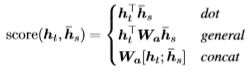 h_t^⊤ h̄_s dot
score(h_t, h̄_s) = { h_t^⊤ W_a h̄_s general
W_a[h_t; h̄_s] concat